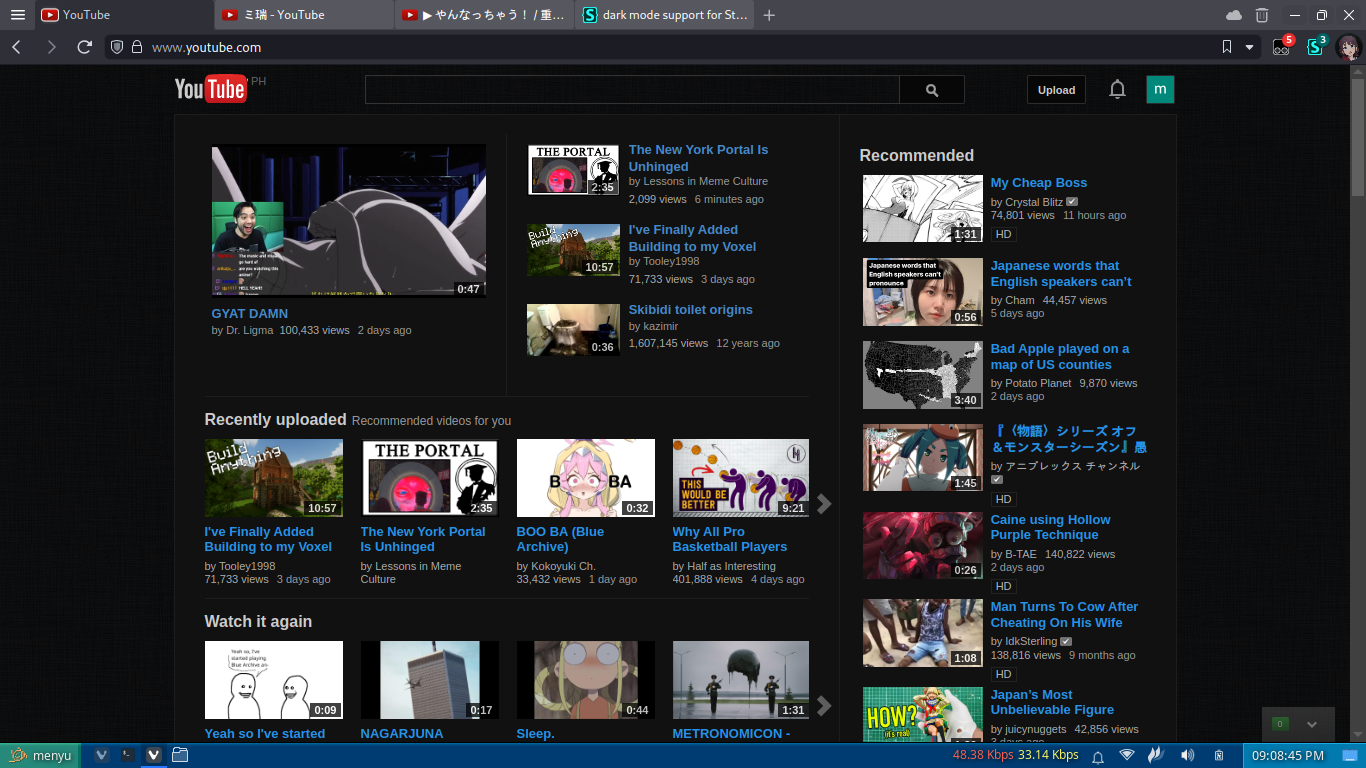 YouTube
ミ瑞 - YouTube
▶ やんなっちゃう！ / 重…
dark mode support for St…
www.youtube.com
5
3
YouTube PH
Upload
m
0:47
GYAT DAMN
by Dr. Ligma 100,433 views 2 days ago
THE PORTAL
2:35
The New York Portal Is
Unhinged
by Lessons in Meme Culture
2,099 views 6 minutes ago
Build
Anything
10:57
I've Finally Added
Building to my Voxel
by Tooley1998
71,733 views 3 days ago
0:36
Skibidi toilet origins
by kazimir
1,607,145 views 12 years ago
Recently uploaded Recommended videos for you
Build
Anything
10:57
I've Finally Added
Building to my Voxel
by Tooley1998
71,733 views 3 days ago
THE PORTAL
2:35
The New York Portal
Is Unhinged
by Lessons in Meme
Culture
B BA
0:32
BOO BA (Blue
Archive)
by Kokoyuki Ch.
33,432 views 1 day ago
THIS
WOULD BE
BETTER
9:21
Why All Pro
Basketball Players
by Half as Interesting
401,888 views 4 days ago
Watch it again
Yeah so, I've
started playing
Blue Archive an-
0:09
Yeah so I've started
0:17
NAGARJUNA
0:44
Sleep.
1:31
METRONOMICON -
Recommended
1:31
My Cheap Boss
by Crystal Blitz
74,801 views 11 hours ago
HD
Japanese words that
English speakers can't
pronounce
0:56
Japanese words that
English speakers can’t
by Cham 44,457 views
5 days ago
3:40
Bad Apple played on a
map of US counties
by Potato Planet 9,870 views
2 days ago
1:45
『〈物語〉シリーズ オフ
＆モンスターシーズン』愚
by アニプレックス チャンネル
HD
0:26
Caine using Hollow
Purple Technique
by B-TAE 140,822 views
2 days ago
HD
1:08
Man Turns To Cow After
Cheating On His Wife
by IdkSterling
138,816 views 9 months ago
HD
HOW?
it's real!
Japan’s Most
Unbelievable Figure
by juicynuggets 42,856 views
0
menyu
48.38 Kbps 33.14 Kbps
09:08:45 PM